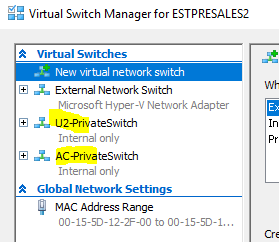 Virtual Switch Manager for ESTPRESALES2
Virtual Switches
New virtual network switch
External Network Switch
Microsoft Hyper-V Network Adapter
U2-PrivateSwitch
Internal only
AC-PrivateSwitch
Internal only
Global Network Settings
MAC Address Range
00-15-5D-12-2F-00 to 00-15-5D-1...
Wh
Ex
In
Pri
Cre